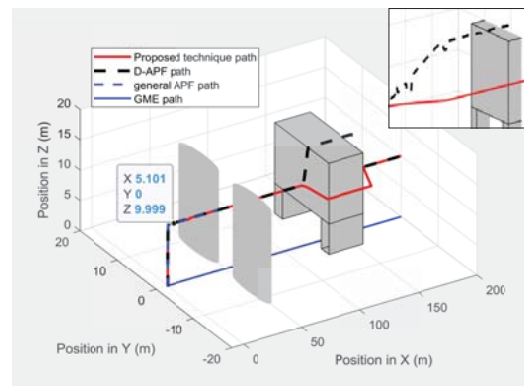 Proposed technique path
D-APF path
general APF path
GME path
20
15
10
5
0
Position in Z (m)
X 5.101
Y 0
Z 9.999
20
10
0
-10
-20
Position in Y (m)
0
50
100
150
200
Position in X (m)